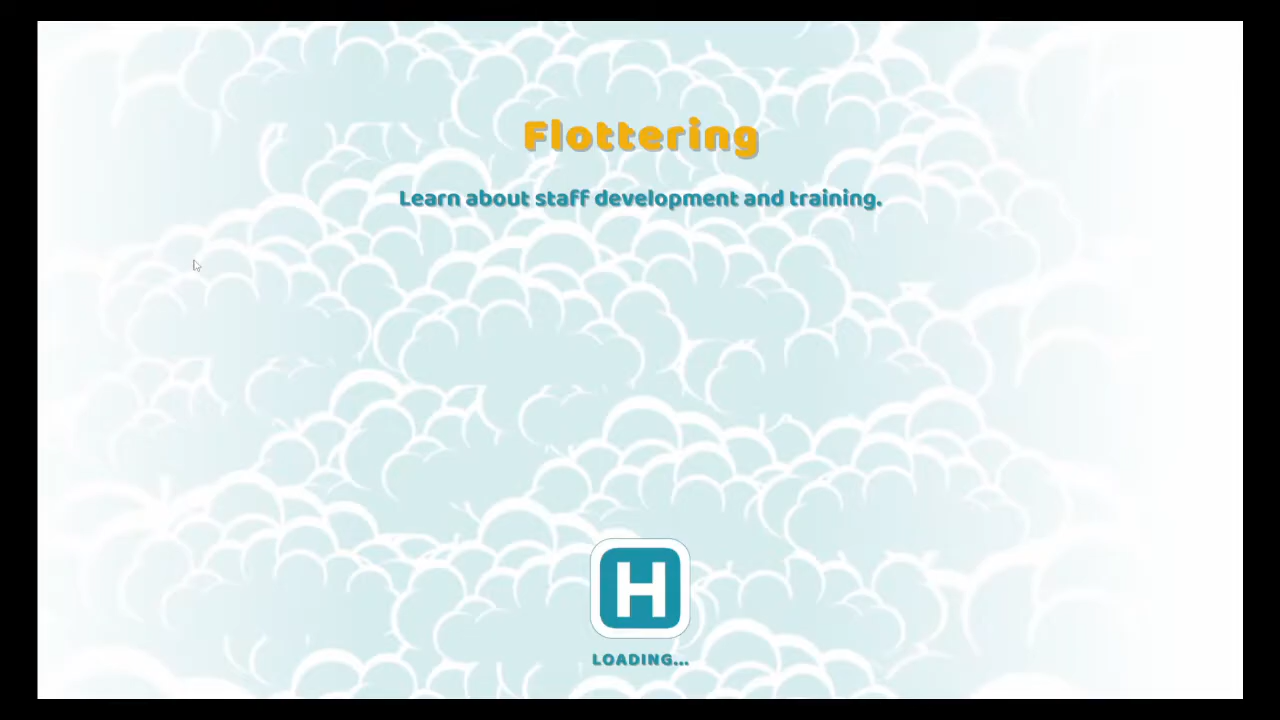 Flottering
Learn about staff development and training.
H
LOADING...